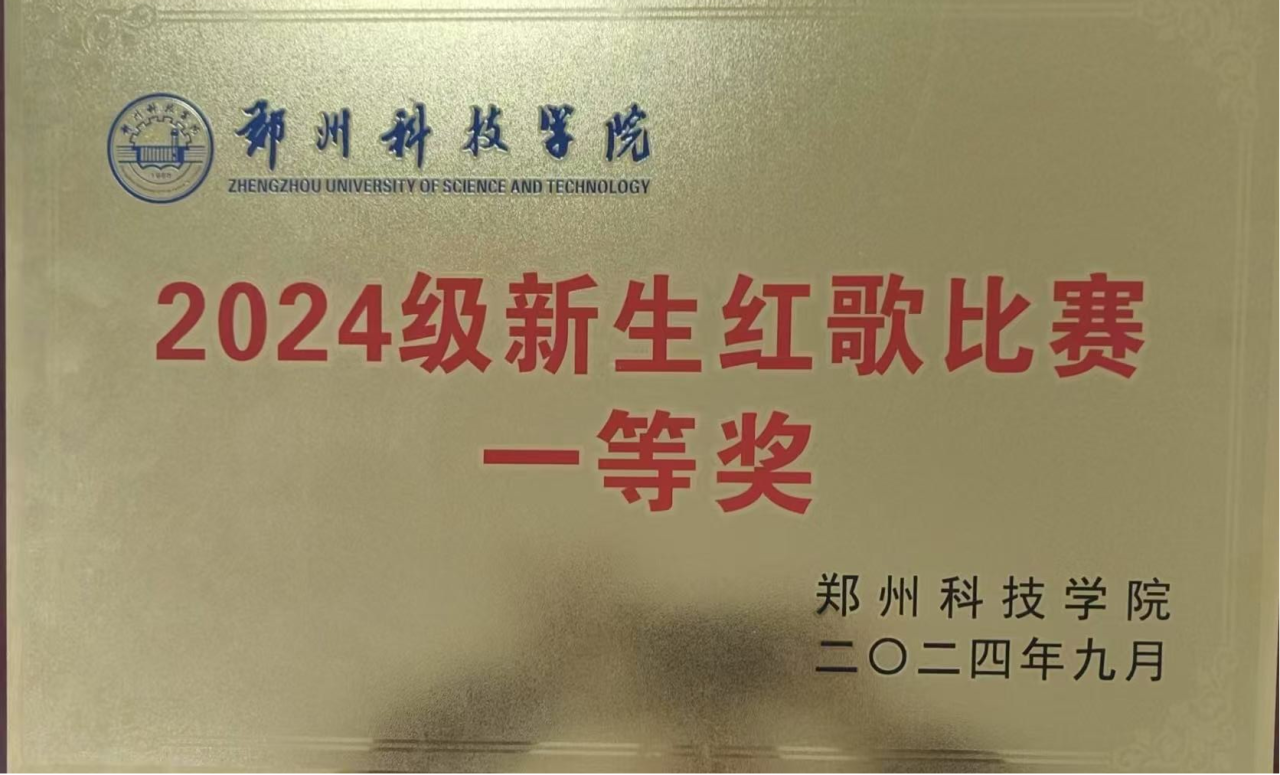 郑州科技学院
ZHENGZHOU UNIVERSITY OF SCIENCE AND TECHNOLOGY
2024级新生红歌比赛
一等奖
郑州科技学院
二〇二四年九月